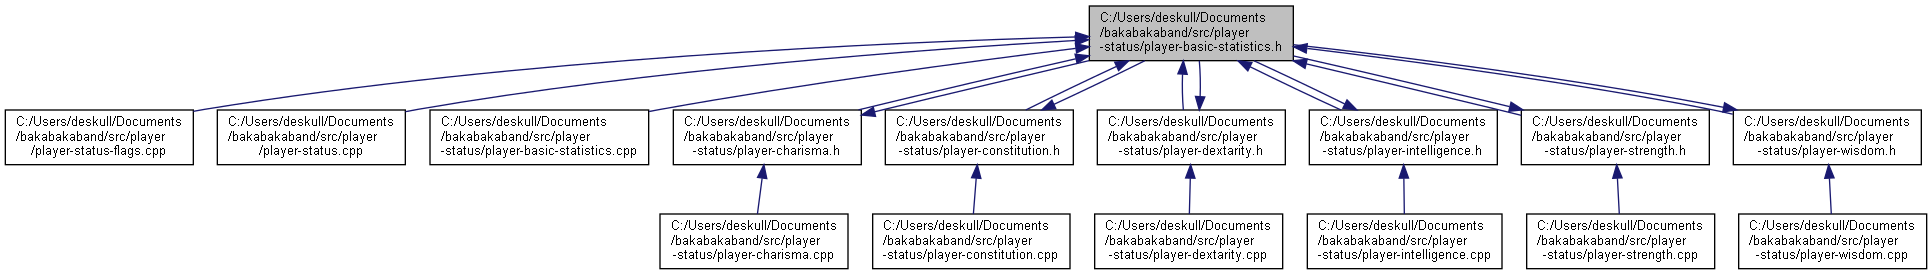 C:/Users/deskull/Documents
/bakabakaband/src/player
-status/player-basic-statistics.h
C:/Users/deskull/Documents
/bakabakaband/src/player
/player-status-flags.cpp
C:/Users/deskull/Documents
/bakabakaband/src/player
/player-status.cpp
C:/Users/deskull/Documents
/bakabakaband/src/player
-status/player-basic-statistics.cpp
C:/Users/deskull/Documents
/bakabakaband/src/player
-status/player-charisma.h
C:/Users/deskull/Documents
/bakabakaband/src/player
-status/player-constitution.h
C:/Users/deskull/Documents
/bakabakaband/src/player
-status/player-dextarity.h
C:/Users/deskull/Documents
/bakabakaband/src/player
-status/player-intelligence.h
C:/Users/deskull/Documents
/bakabakaband/src/player
-status/player-strength.h
C:/Users/deskull/Documents
/bakabakaband/src/player
-status/player-wisdom.h
C:/Users/deskull/Documents
/bakabakaband/src/player
-status/player-charisma.cpp
C:/Users/deskull/Documents
/bakabakaband/src/player
-status/player-constitution.cpp
C:/Users/deskull/Documents
/bakabakaband/src/player
-status/player-dextarity.cpp
C:/Users/deskull/Documents
/bakabakaband/src/player
-status/player-intelligence.cpp
C:/Users/deskull/Documents
/bakabakaband/src/player
-status/player-strength.cpp
C:/Users/deskull/Documents
/bakabakaband/src/player
-status/player-wisdom.cpp